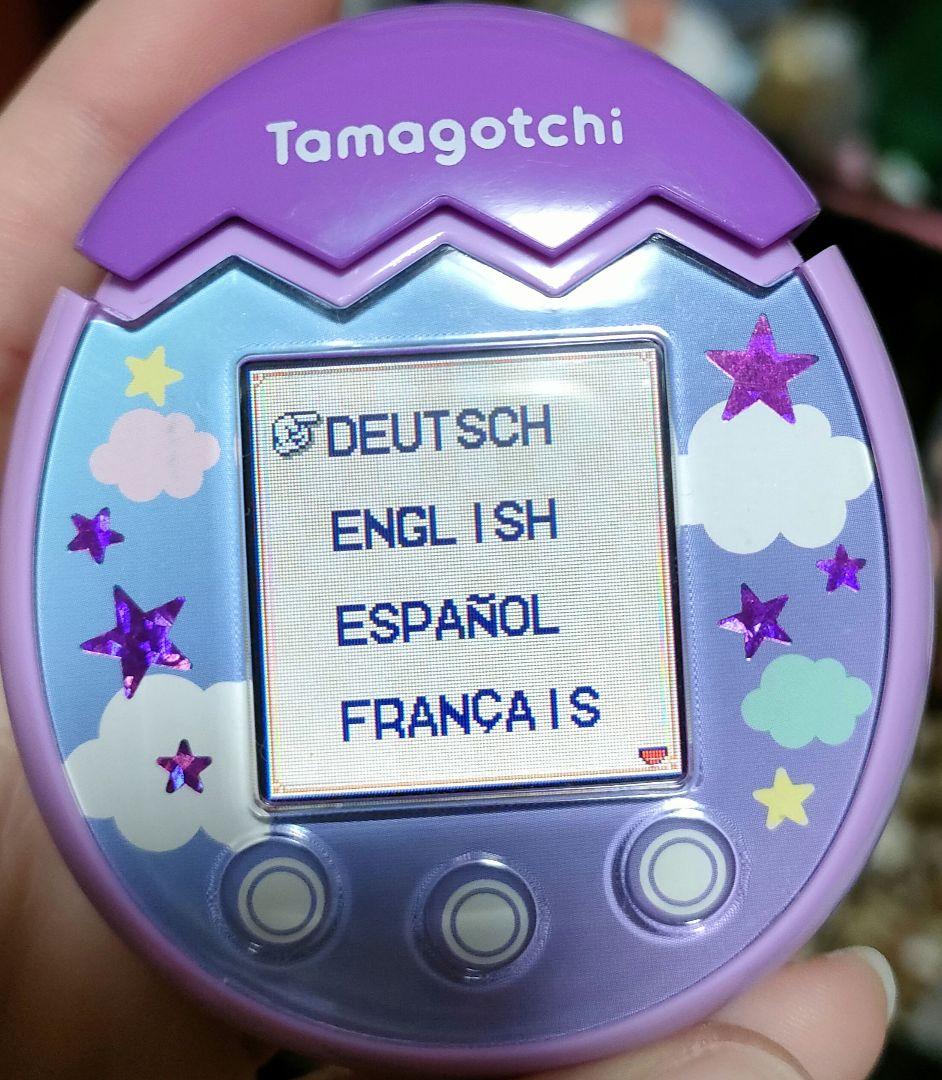 Tamagotchi
DEUTSCH
ENGLISH
ESPAÑOL
FRANÇAIS